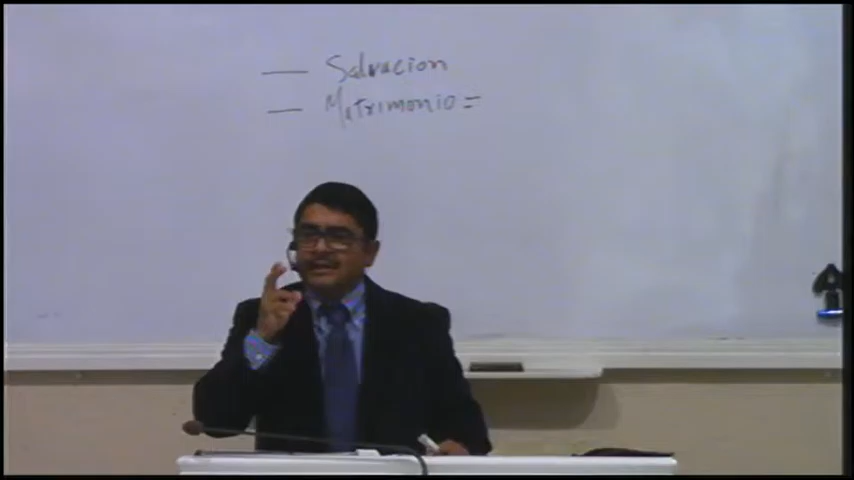 — Salvacion
— Matrimonio =